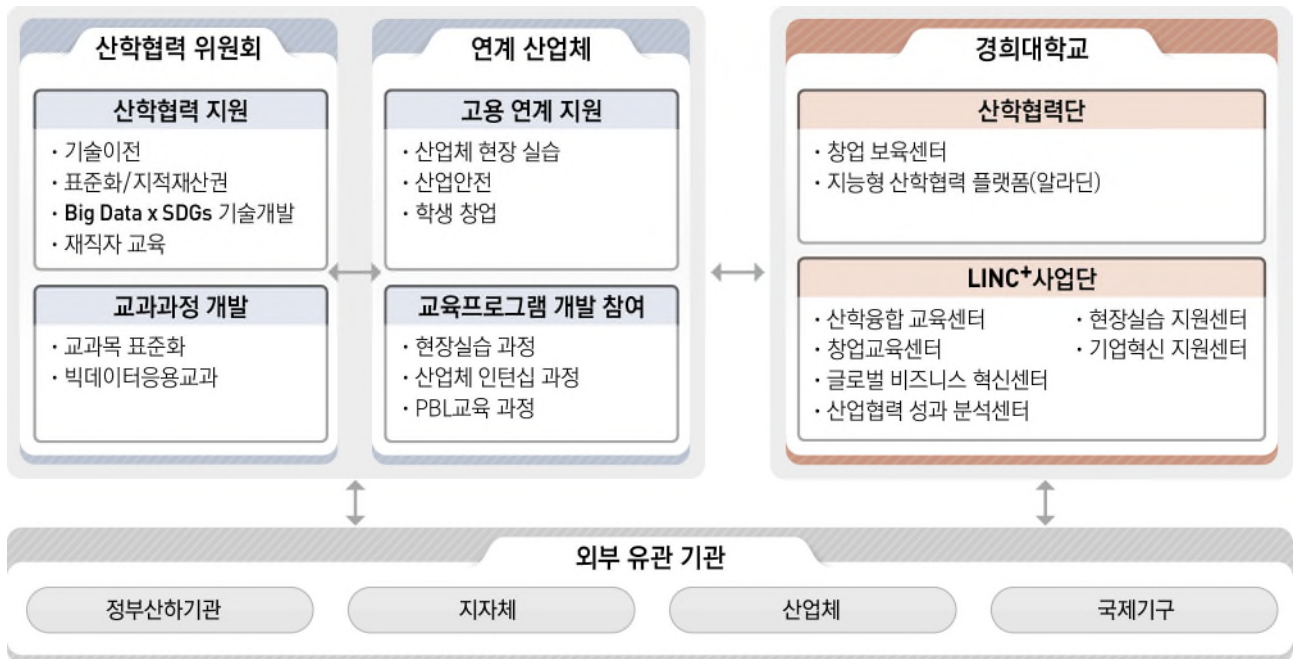 산학협력 위원회
산학협력 지원
· 기술이전
· 표준화/지적재산권
· Big Data x SDGs 기술개발
· 재직자 교육
교과과정 개발
· 교과목 표준화
· 빅데이터응용교과
연계 산업체
고용 연계 지원
· 산업체 현장 실습
· 산업안전
· 학생 창업
교육프로그램 개발 참여
· 현장실습 과정
· 산업체 인턴십 과정
· PBL교육 과정
경희대학교
산학협력단
· 창업 보육센터
· 지능형 산학협력 플랫폼(알라딘)
LINC+사업단
· 산학융합 교육센터
· 창업교육센터
· 글로벌 비즈니스 혁신센터
· 산업협력 성과 분석센터
· 현장실습 지원센터
· 기업혁신 지원센터
외부 유관 기관
정부산하기관
지자체
산업체
국제기구